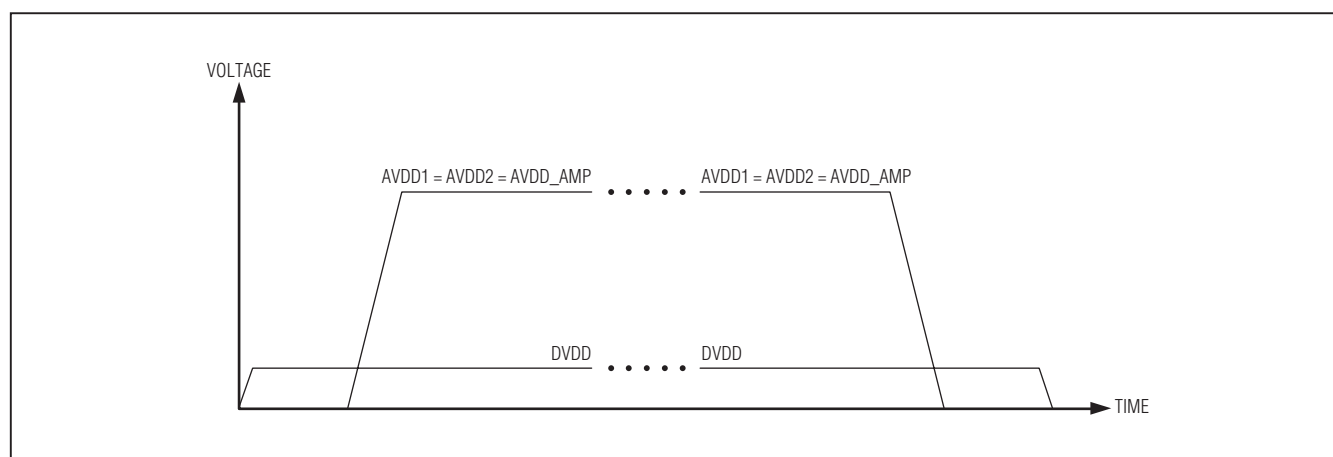 VOLTAGE
AVDD1 = AVDD2 = AVDD_AMP
AVDD1 = AVDD2 = AVDD_AMP
DVDD
DVDD
TIME